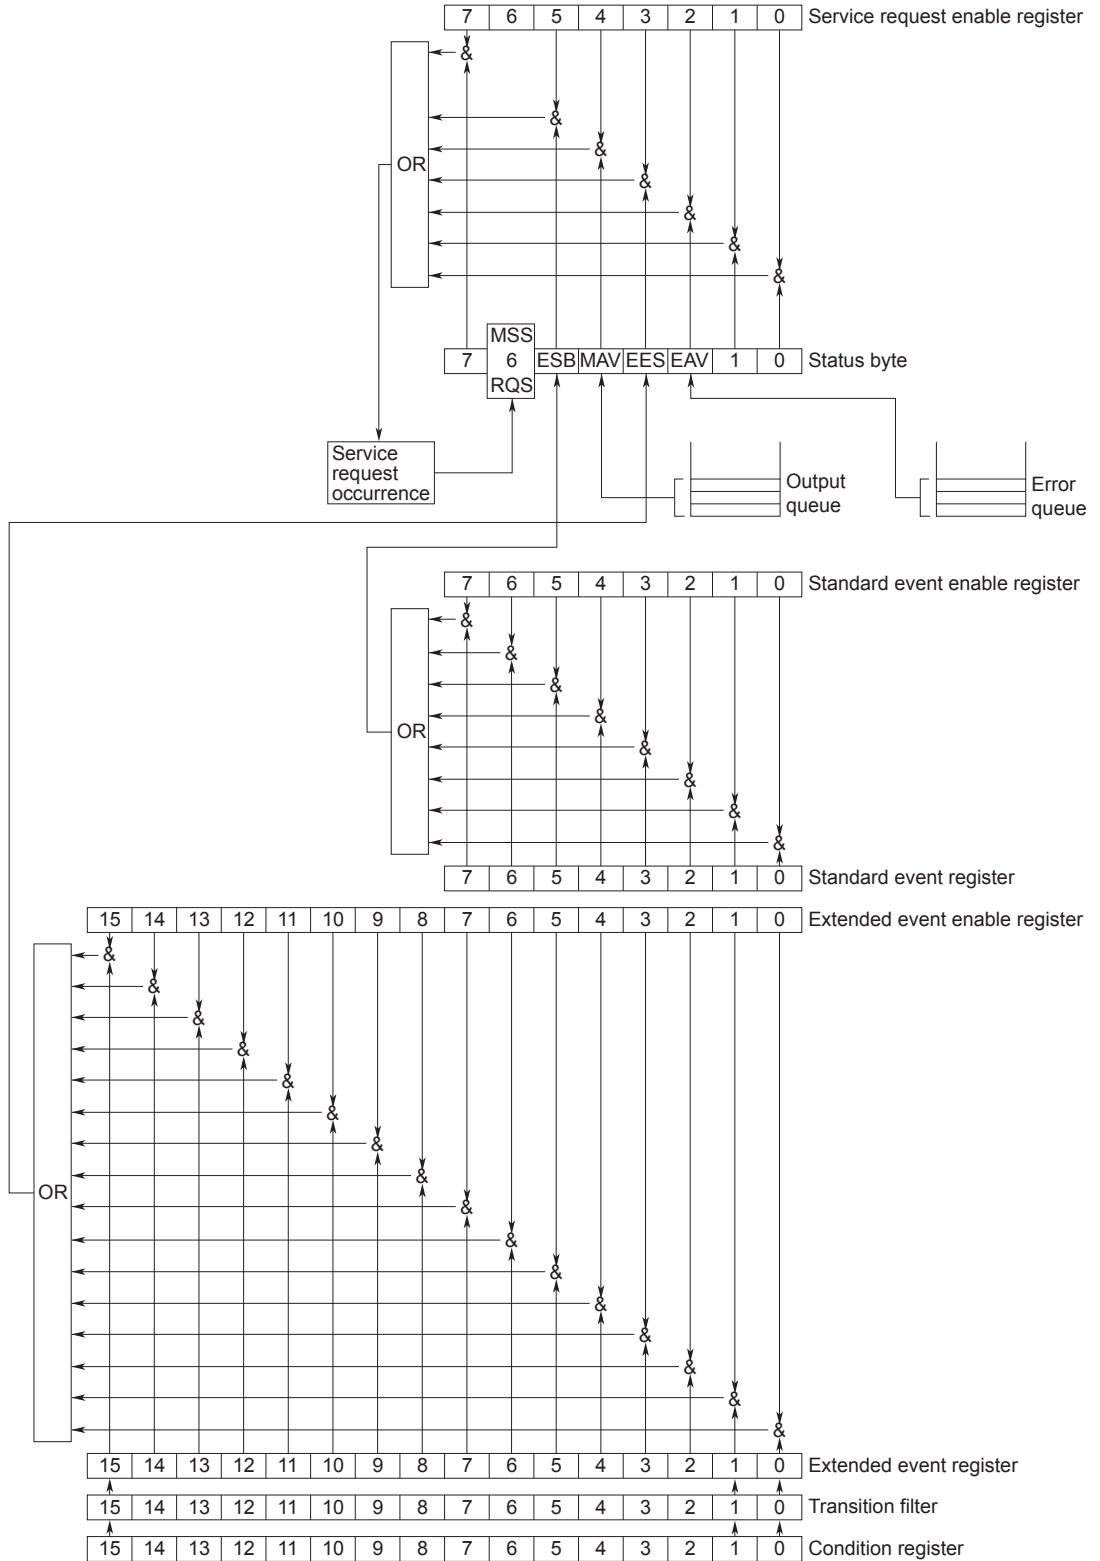 7 6 5 4 3 2 1 0 Service request enable register
&
&
&
OR
&
&
&
&
MSS
7 6 ESB MAV EES EAV 1 0 Status byte
RQS
Service
request
occurrence
Output
queue
Error
queue
7 6 5 4 3 2 1 0 Standard event enable register
&
&
&
&
OR
&
&
&
&
7 6 5 4 3 2 1 0 Standard event register
15 14 13 12 11 10 9 8 7 6 5 4 3 2 1 0 Extended event enable register
&
&
&
&
&
&
&
&
OR
&
&
&
&
&
&
&
&
15 14 13 12 11 10 9 8 7 6 5 4 3 2 1 0 Extended event register
15 14 13 12 11 10 9 8 7 6 5 4 3 2 1 0 Transition filter
15 14 13 12 11 10 9 8 7 6 5 4 3 2 1 0 Condition register